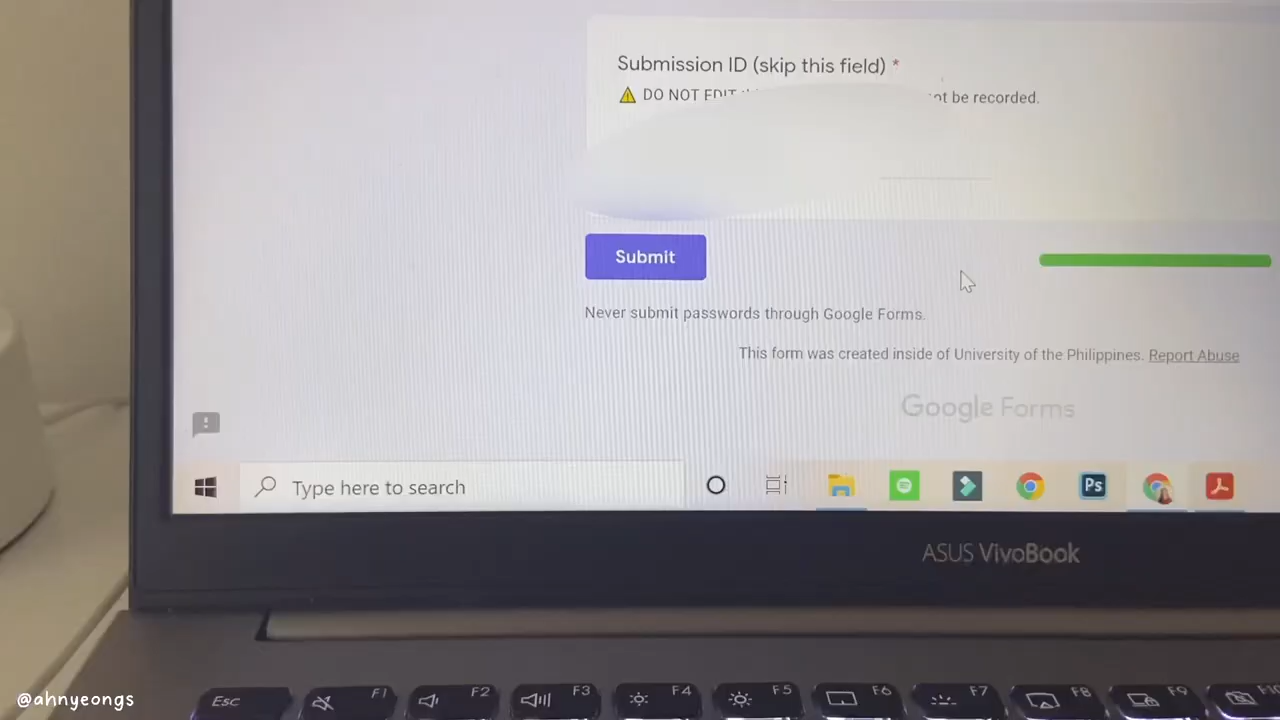 Submission ID (skip this field) *
DO NOT EDIT not be recorded.
Submit
Never submit passwords through Google Forms.
This form was created inside of University of the Philippines. Report Abuse
Google Forms
Type here to search
Ps
ASUS VivoBook
Esc F1 F2 F3 F4 F5 F6 F7 F8 F9 F10
@ahnyeongs